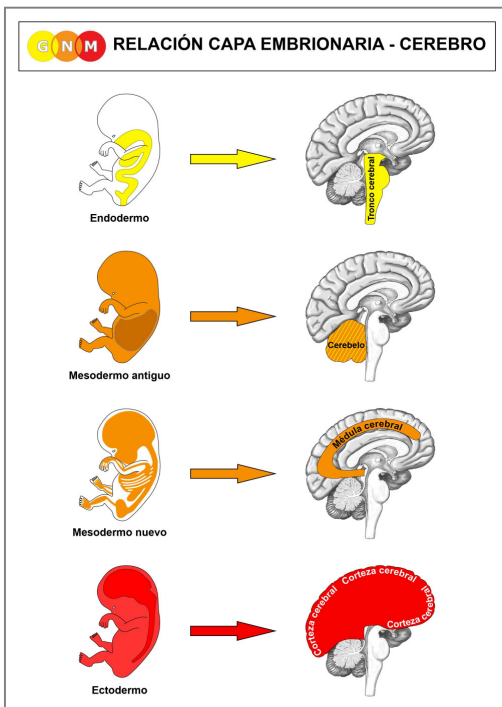 GNM RELACIÓN CAPA EMBRIONARIA - CEREBRO
Endodermo
Tronco cerebral
Mesodermo antiguo
Cerebelo
Mesodermo nuevo
Médula cerebral
Ectodermo
Corteza cerebral
Corteza cerebral
Corteza cerebral
Corteza cerebral